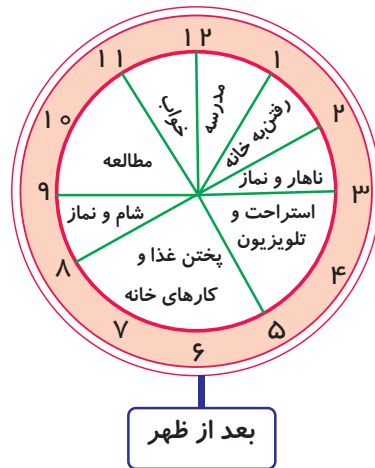 ۱۲
۱
۲
۳
۴
۵
۶
۷
۸
۹
۱۰
۱۱
مدرسه
رفتن به خانه
ناهار و نماز
استراحت و
تلویزیون
پختن غذا و
کارهای خانه
شام و نماز
مطالعه
خواب
بعد از ظهر